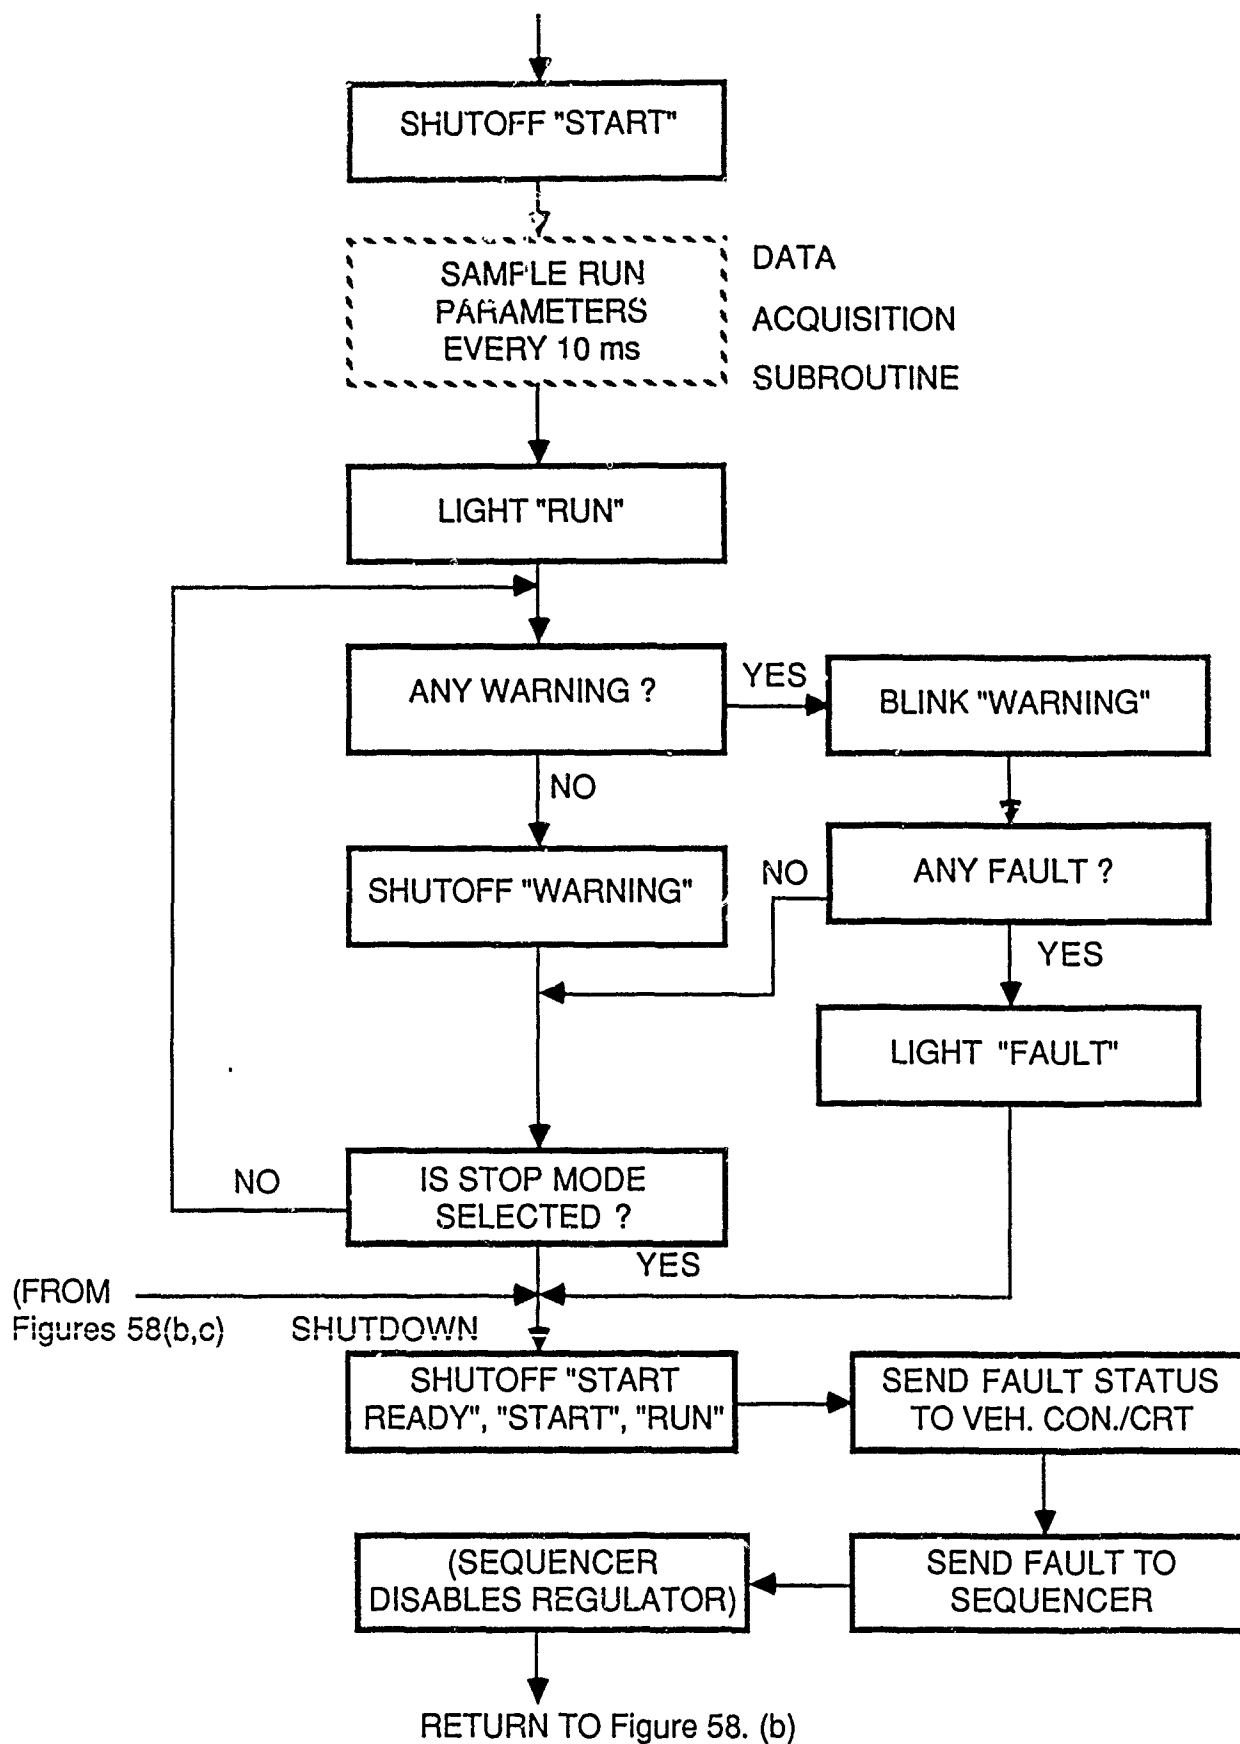 SHUTOFF "START"
SAMPLE RUN
PARAMETERS
EVERY 10 ms
DATA
ACQUISITION
SUBROUTINE
LIGHT "RUN"
ANY WARNING ?
YES
BLINK "WARNING"
NO
SHUTOFF "WARNING"
NO
ANY FAULT ?
YES
LIGHT "FAULT"
NO
IS STOP MODE
SELECTED ?
YES
(FROM
Figures 58(b,c)
SHUTDOWN
SHUTOFF "START
READY", "START", "RUN"
SEND FAULT STATUS
TO VEH. CON./CRT
(SEQUENCER
DISABLES REGULATOR)
SEND FAULT TO
SEQUENCER
RETURN TO Figure 58. (b)